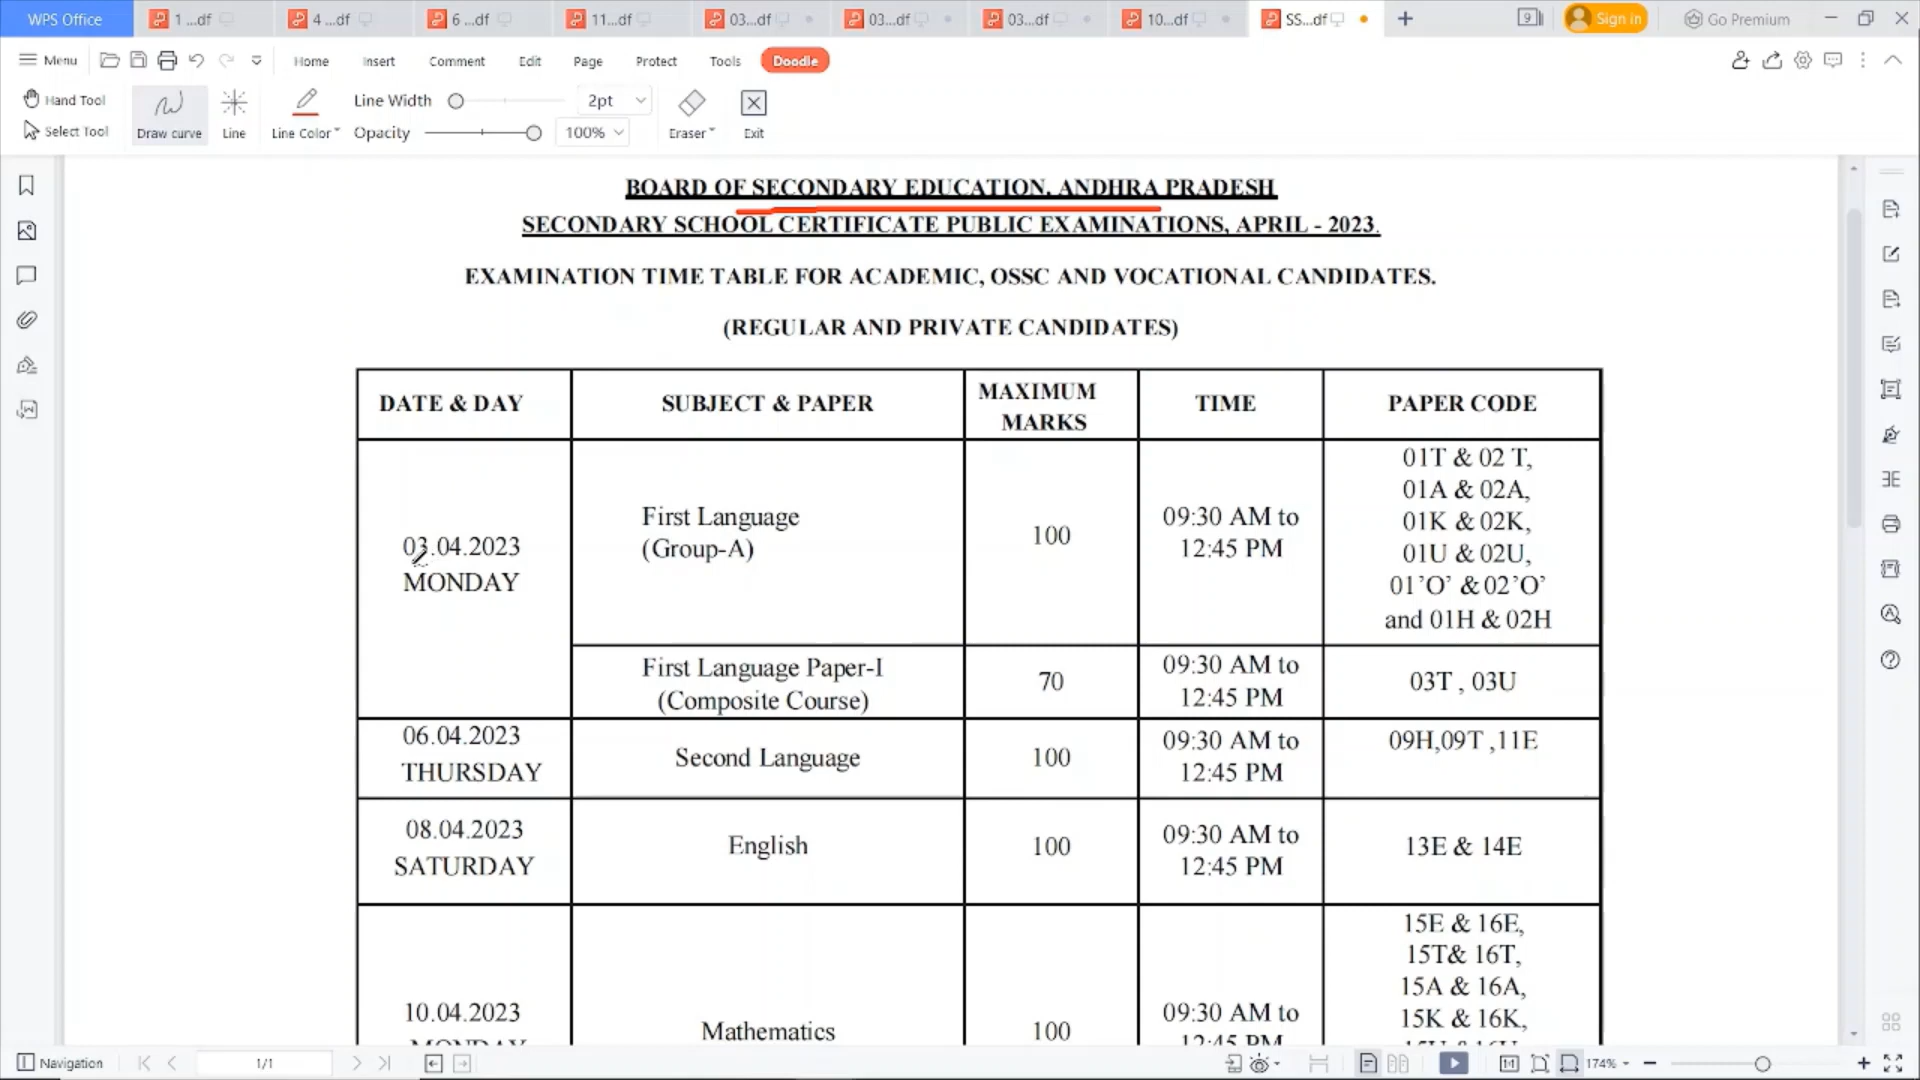 WPS Office
1 ...df
4 ...df
6 ...df
11...df
03...df
03...df
03...df
10...df
SS...df
9
Sign in
Go Premium
Menu
Home
Insert
Comment
Edit
Page
Protect
Tools
Doodle
Hand Tool
Select Tool
Draw curve
Line
Line Color
Line Width
2pt
Opacity
100%
Eraser
Exit
BOARD OF SECONDARY EDUCATION, ANDHRA PRADESH
SECONDARY SCHOOL CERTIFICATE PUBLIC EXAMINATIONS, APRIL - 2023.
EXAMINATION TIME TABLE FOR ACADEMIC, OSSC AND VOCATIONAL CANDIDATES.
(REGULAR AND PRIVATE CANDIDATES)
DATE & DAY
SUBJECT & PAPER
MAXIMUM
MARKS
TIME
PAPER CODE
03.04.2023
MONDAY
First Language
(Group-A)
100
09:30 AM to
12:45 PM
01T & 02 T,
01A & 02A,
01K & 02K,
01U & 02U,
01’O’ & 02’O’
and 01H & 02H
First Language Paper-I
(Composite Course)
70
09:30 AM to
12:45 PM
03T , 03U
06.04.2023
THURSDAY
Second Language
100
09:30 AM to
12:45 PM
09H,09T ,11E
08.04.2023
SATURDAY
English
100
09:30 AM to
12:45 PM
13E & 14E
10.04.2023
MONDAY
Mathematics
100
09:30 AM to
12:45 PM
15E & 16E,
15T& 16T,
15A & 16A,
15K & 16K,
15U & 16U
Navigation
1/1
174%